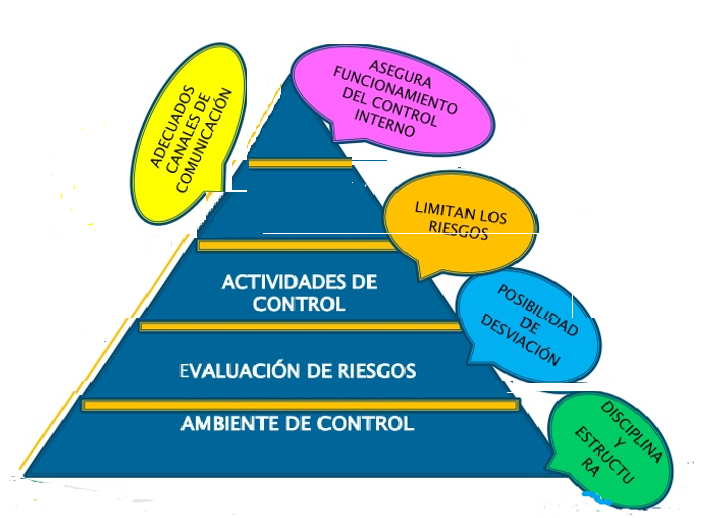 ADECUADOS
CANALES DE
COMUNICACIÓN
ASEGURA
FUNCIONAMIENTO
DEL CONTROL
INTERNO
LIMITAN LOS
RIESGOS
ACTIVIDADES DE
CONTROL
POSIBILIDAD
DE
DESVIACIÓN
EVALUACIÓN DE RIESGOS
AMBIENTE DE CONTROL
DISCIPLINA
Y
ESTRUCTU
RA